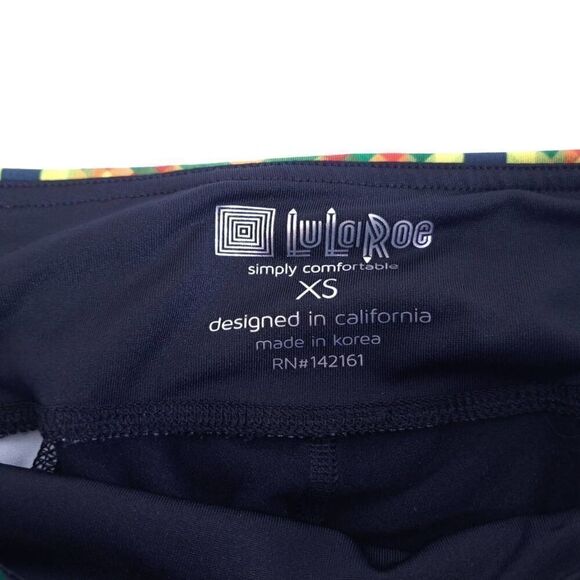 LuLaRoe
simply comfortable
XS
designed in california
made in korea
RN#142161